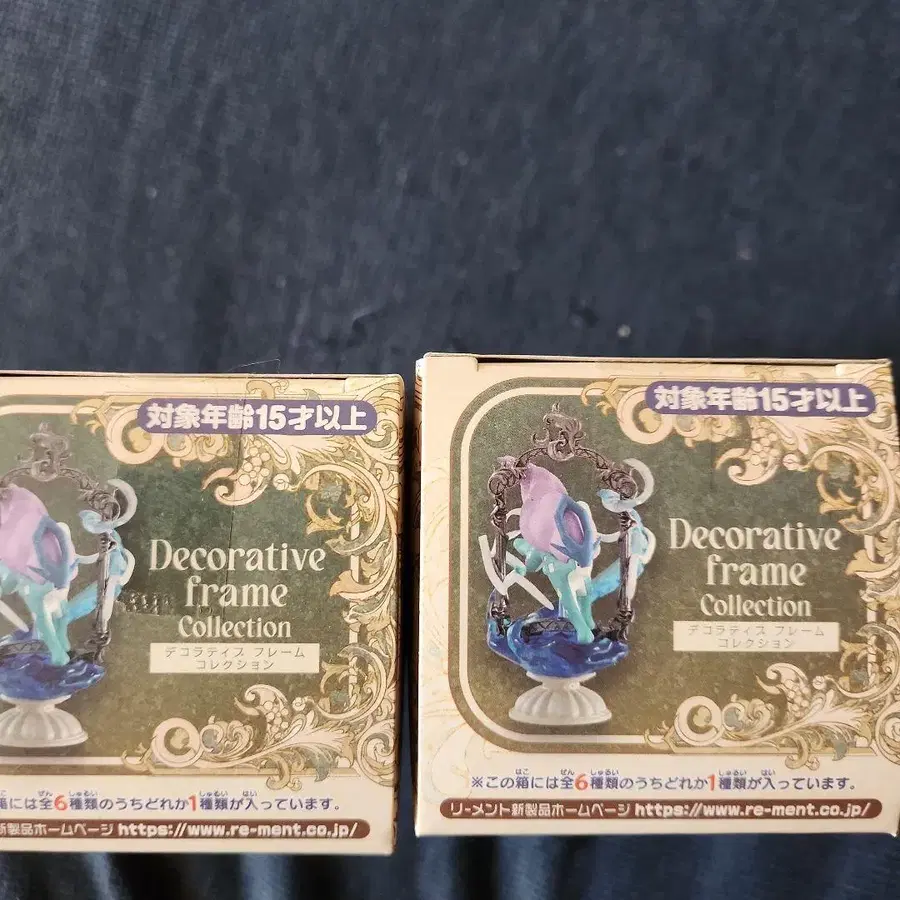 対象年齢15才以上
Decorative
frame
Collection
デコラティブ フレーム
コレクション
箱には全6種類のうちどれか1種類が入っています。
新製品ホームページ https://www.re-ment.co.jp/
対象年齢15才以上
Decorative
frame
Collection
デコラティブ フレーム
コレクション
※この箱には全6種類のうちどれか1種類が入っています。
リーメント新製品ホームページ https://www.re-ment.co.jp/